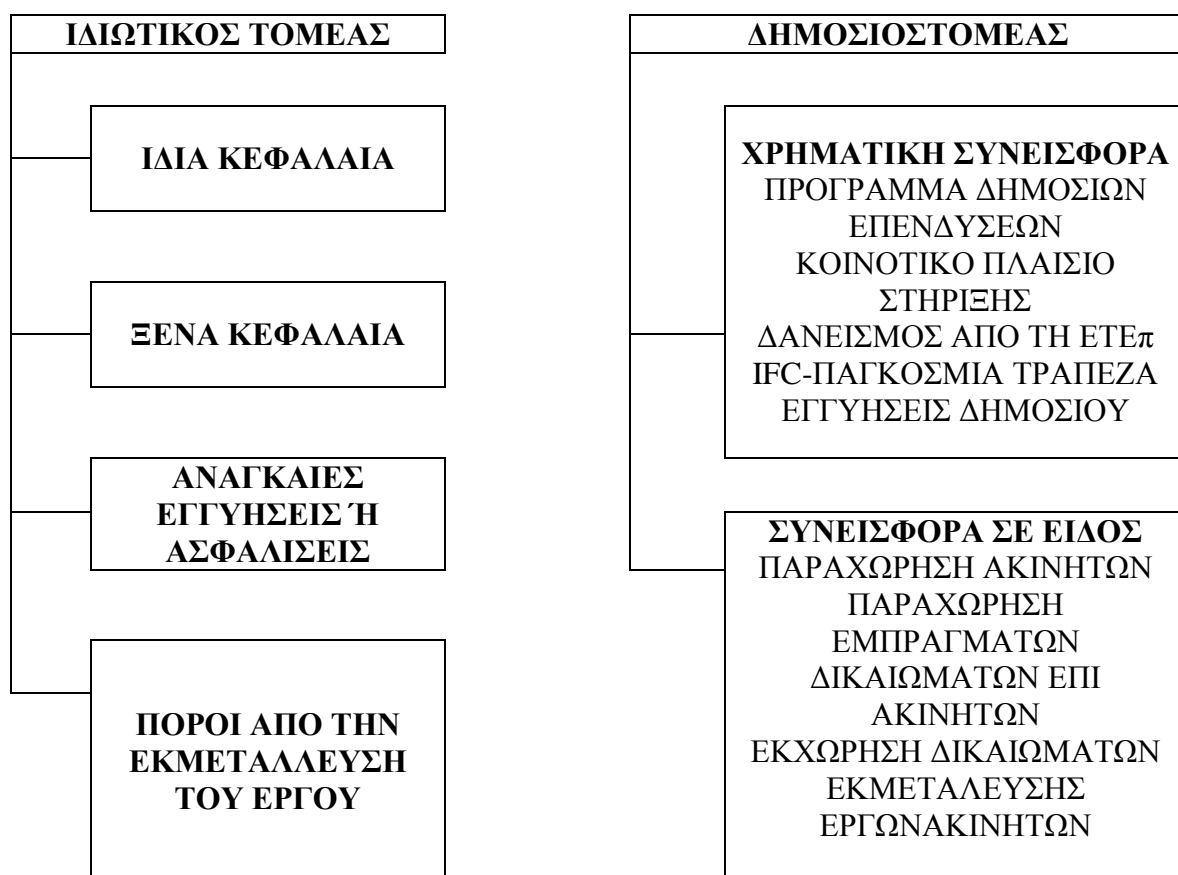 ΙΔΙΩΤΙΚΟΣ ΤΟΜΕΑΣ
ΙΔΙΑ ΚΕΦΑΛΑΙΑ
ΞΕΝΑ ΚΕΦΑΛΑΙΑ
ΑΝΑΓΚΑΙΕΣ
ΕΓΓΥΗΣΕΙΣ Ή
ΑΣΦΑΛΙΣΕΙΣ
ΠΟΡΟΙ ΑΠΟ ΤΗΝ
ΕΚΜΕΤΑΛΛΕΥΣΗ
ΤΟΥ ΕΡΓΟΥ
ΔΗΜΟΣΙΟΣΤΟΜΕΑΣ
ΧΡΗΜΑΤΙΚΗ ΣΥΝΕΙΣΦΟΡΑ
ΠΡΟΓΡΑΜΜΑ ΔΗΜΟΣΙΩΝ
ΕΠΕΝΔΥΣΕΩΝ
ΚΟΙΝΟΤΙΚΟ ΠΛΑΙΣΙΟ
ΣΤΗΡΙΞΗΣ
ΔΑΝΕΙΣΜΟΣ ΑΠΟ ΤΗ ΕΤΕπ
IFC-ΠΑΓΚΟΣΜΙΑ ΤΡΑΠΕΖΑ
ΕΓΓΥΗΣΕΙΣ ΔΗΜΟΣΙΟΥ
ΣΥΝΕΙΣΦΟΡΑ ΣΕ ΕΙΔΟΣ
ΠΑΡΑΧΩΡΗΣΗ ΑΚΙΝΗΤΩΝ
ΠΑΡΑΧΩΡΗΣΗ
ΕΜΠΡΑΓΜΑΤΩΝ
ΔΙΚΑΙΩΜΑΤΩΝ ΕΠΙ
ΑΚΙΝΗΤΩΝ
ΕΚΧΩΡΗΣΗ ΔΙΚΑΙΩΜΑΤΩΝ
ΕΚΜΕΤΑΛΕΥΣΗΣ
ΕΡΓΩΝΑΚΙΝΗΤΩΝ